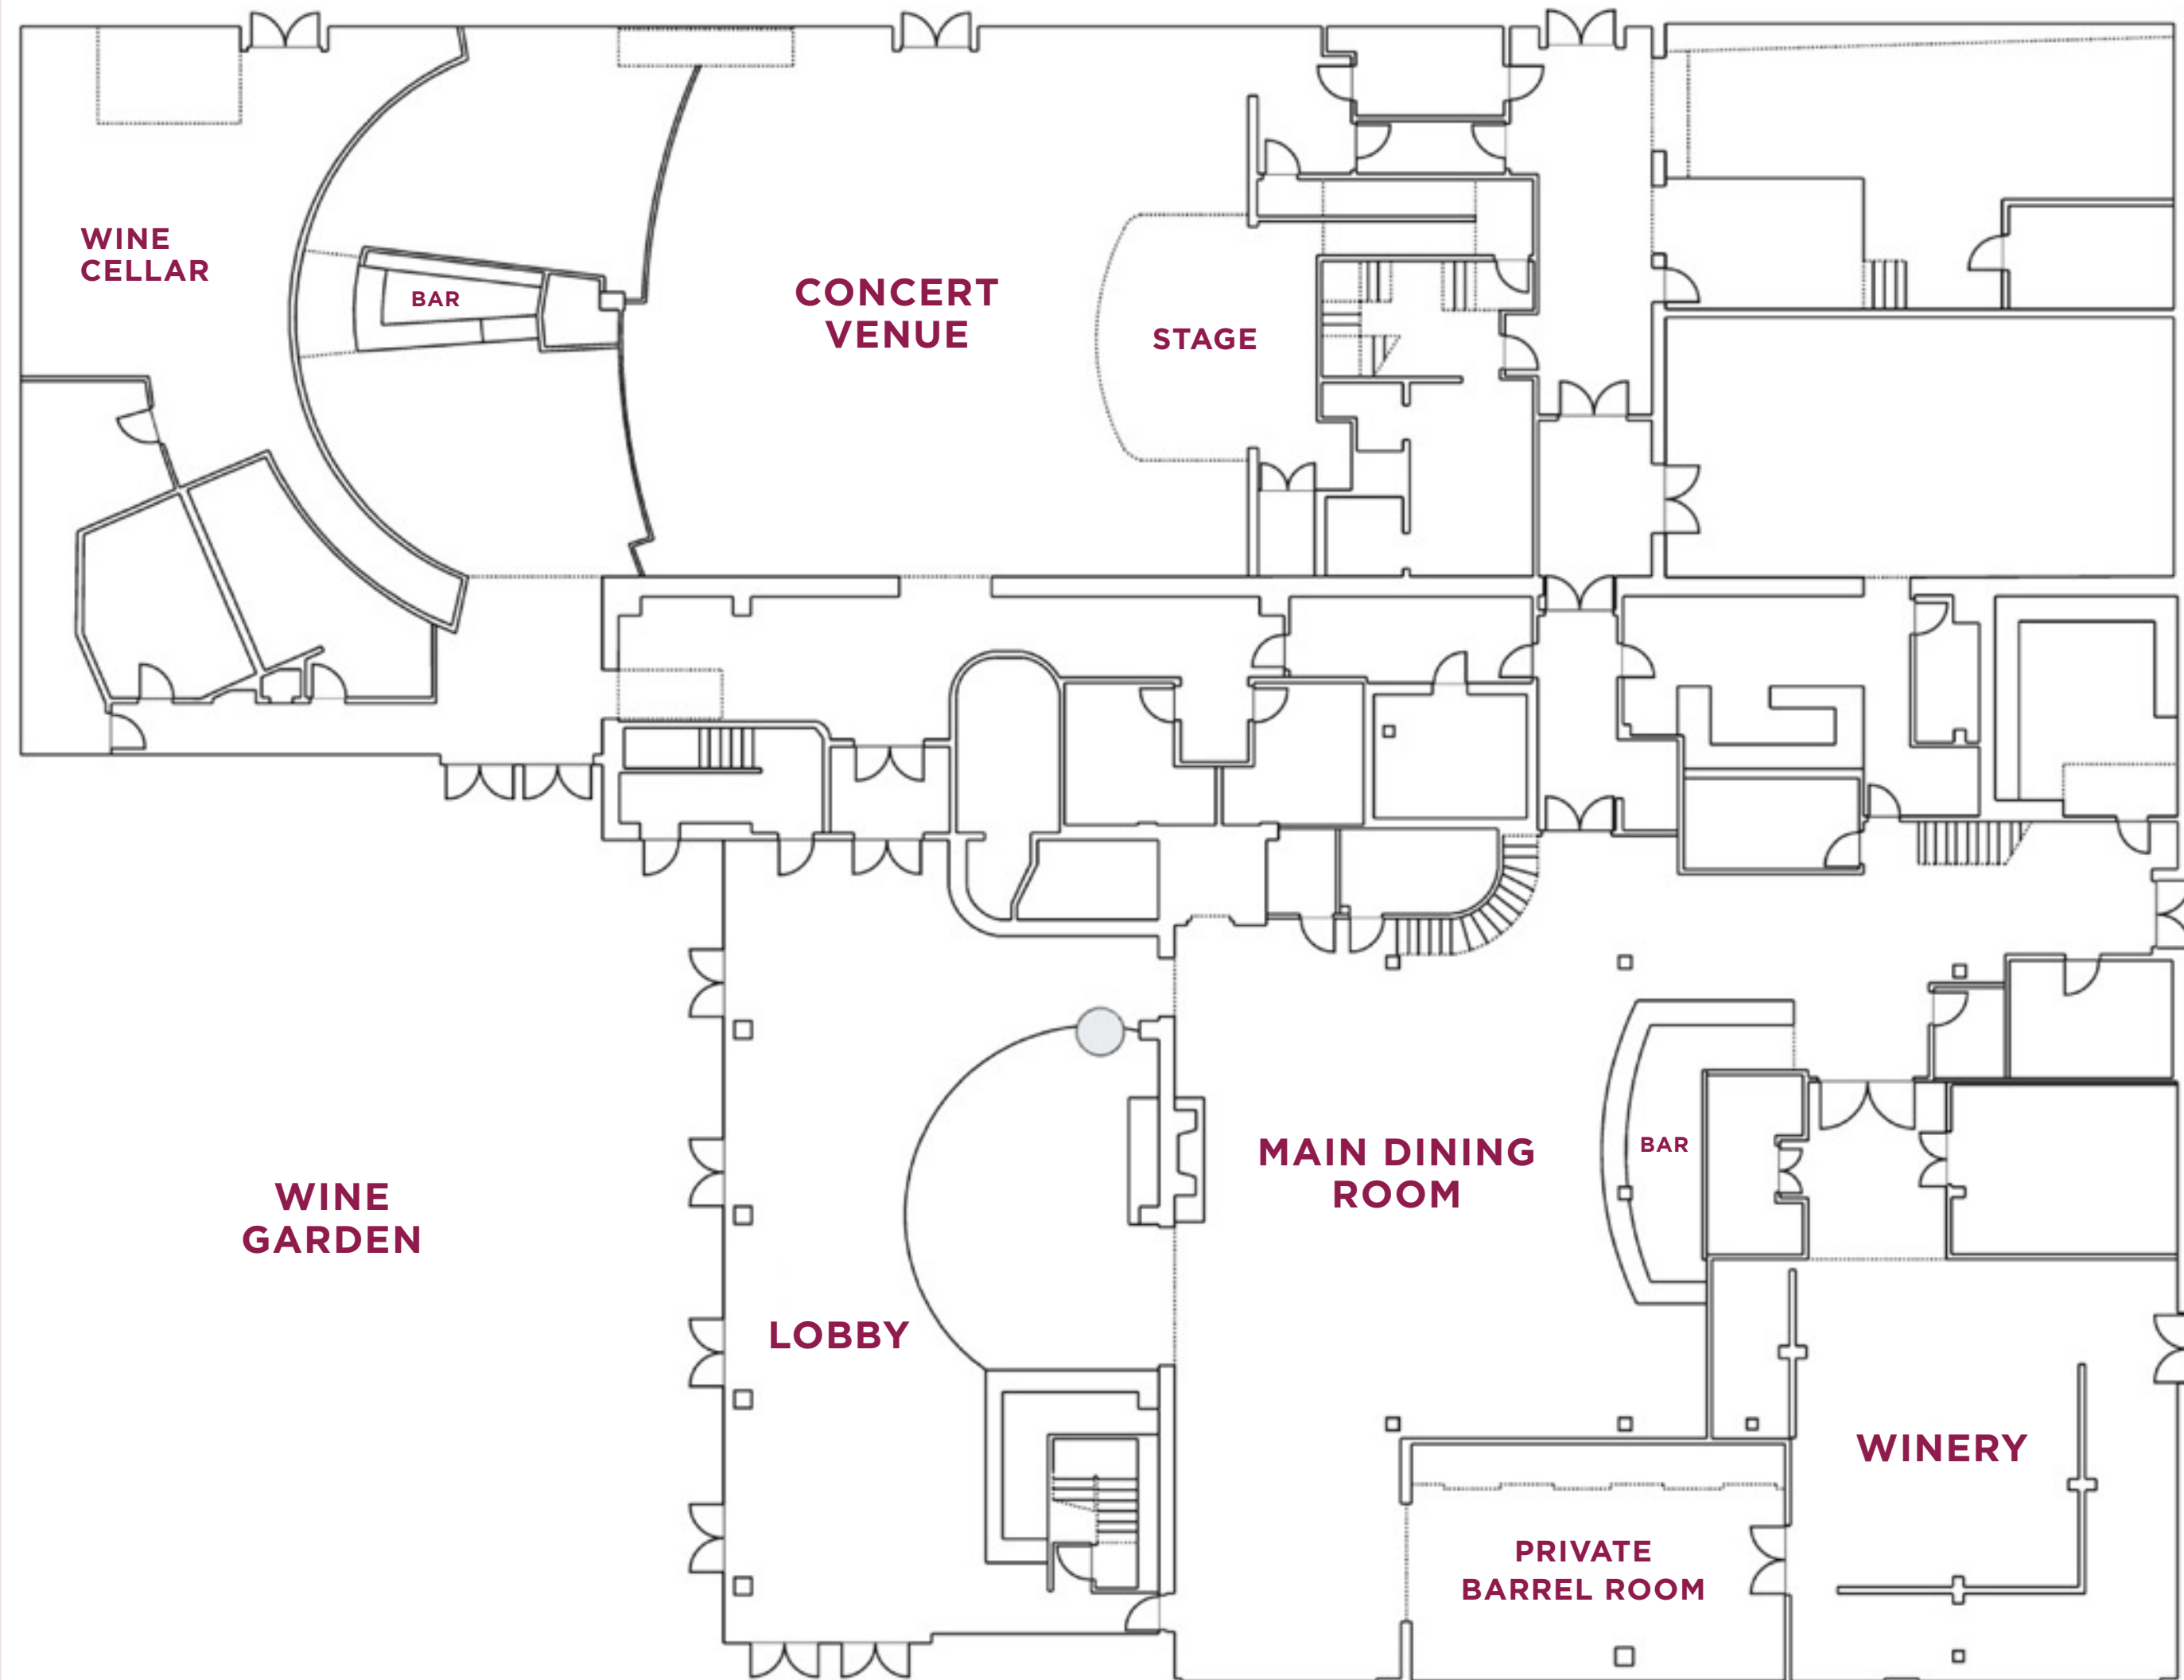 WINE
CELLAR
BAR
CONCERT
VENUE
STAGE
WINE
GARDEN
LOBBY
MAIN DINING
ROOM
BAR
WINERY
PRIVATE
BARREL ROOM